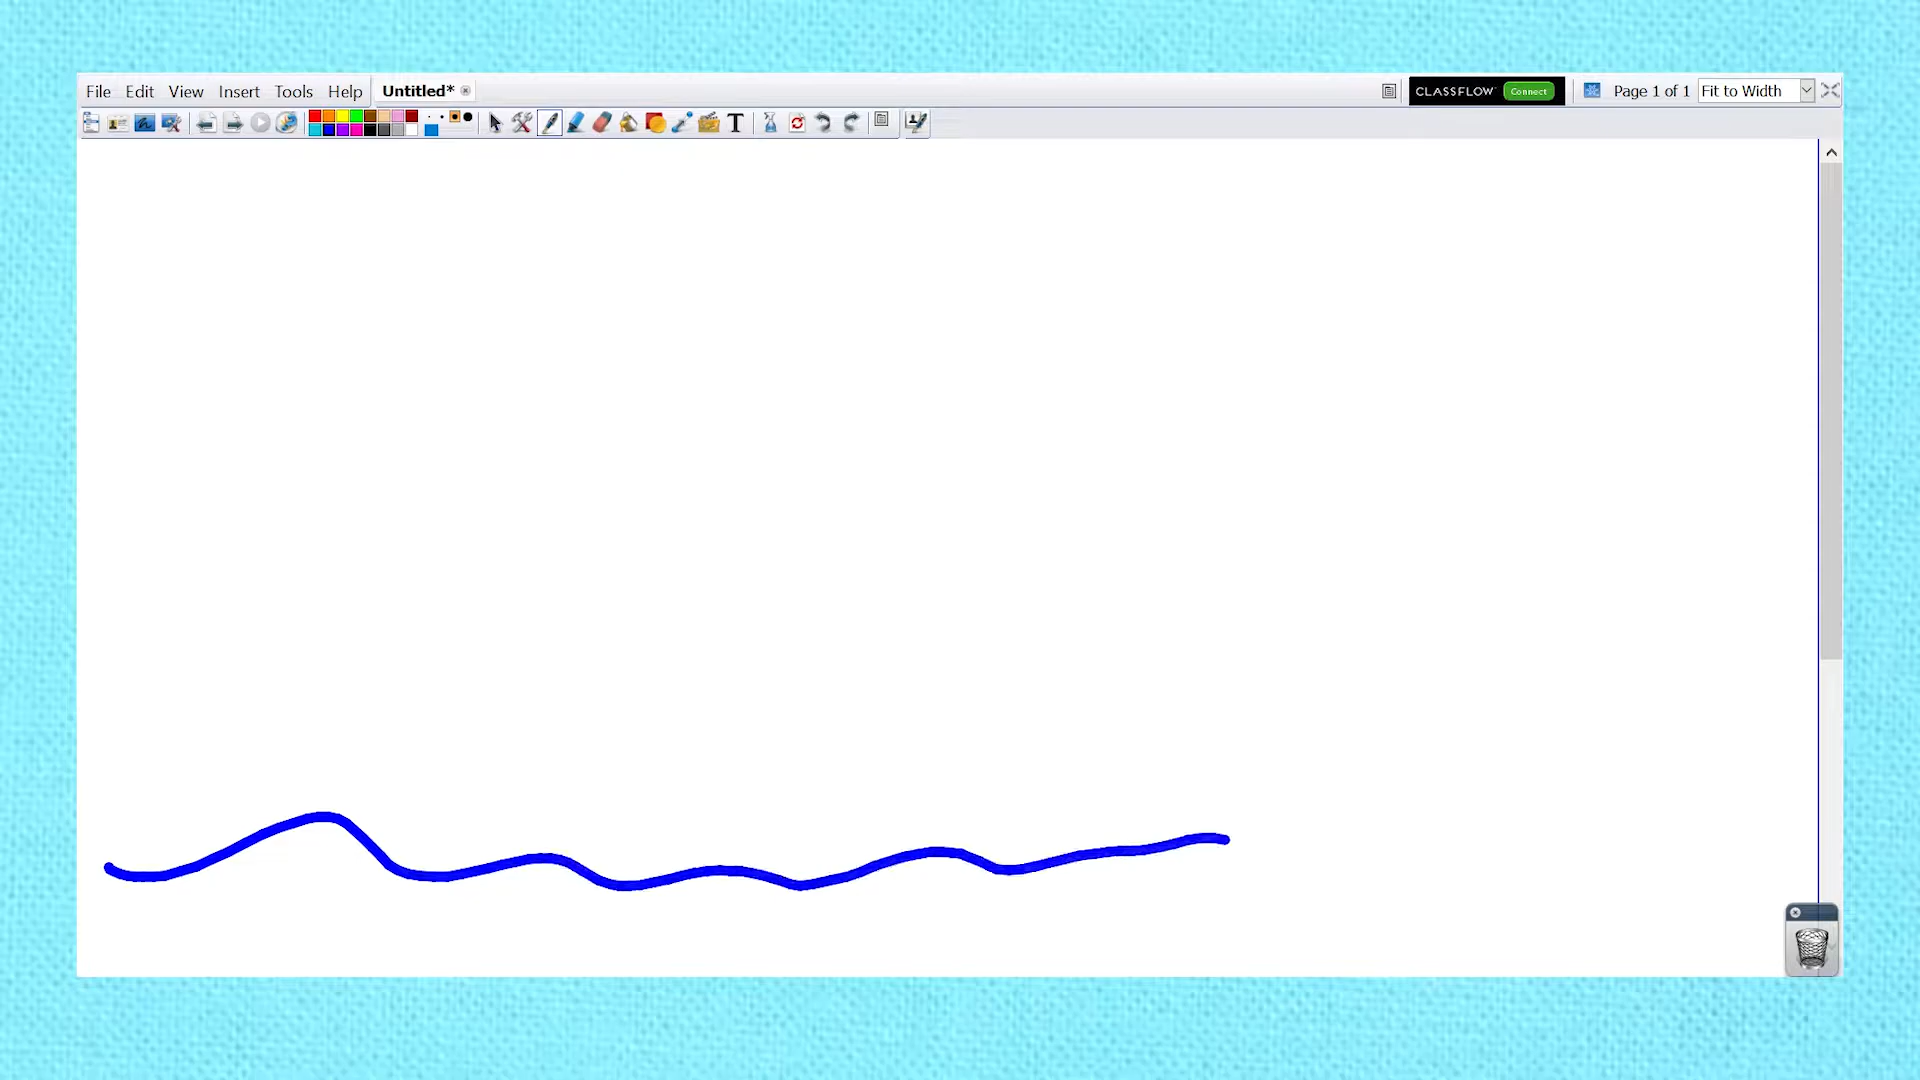 File Edit View Insert Tools Help Untitled* CLASSFLOW Connect Page 1 of 1 Fit to Width
T